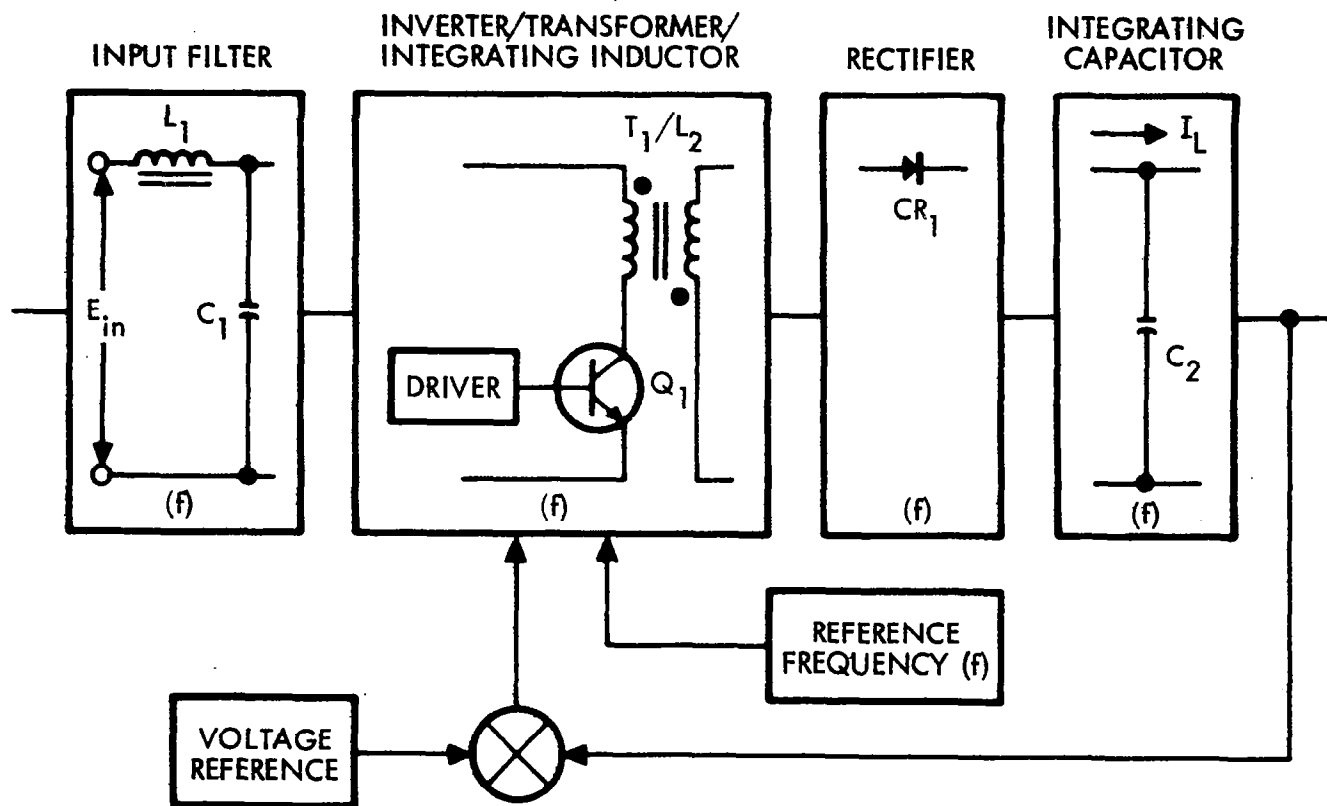 INPUT FILTER
INVERTER/TRANSFORMER/
INTEGRATING INDUCTOR
RECTIFIER
INTEGRATING
CAPACITOR
L1
Ein
C1
(f)
T1/L2
DRIVER
Q1
(f)
CR1
(f)
IL
C2
(f)
REFERENCE
FREQUENCY (f)
VOLTAGE
REFERENCE